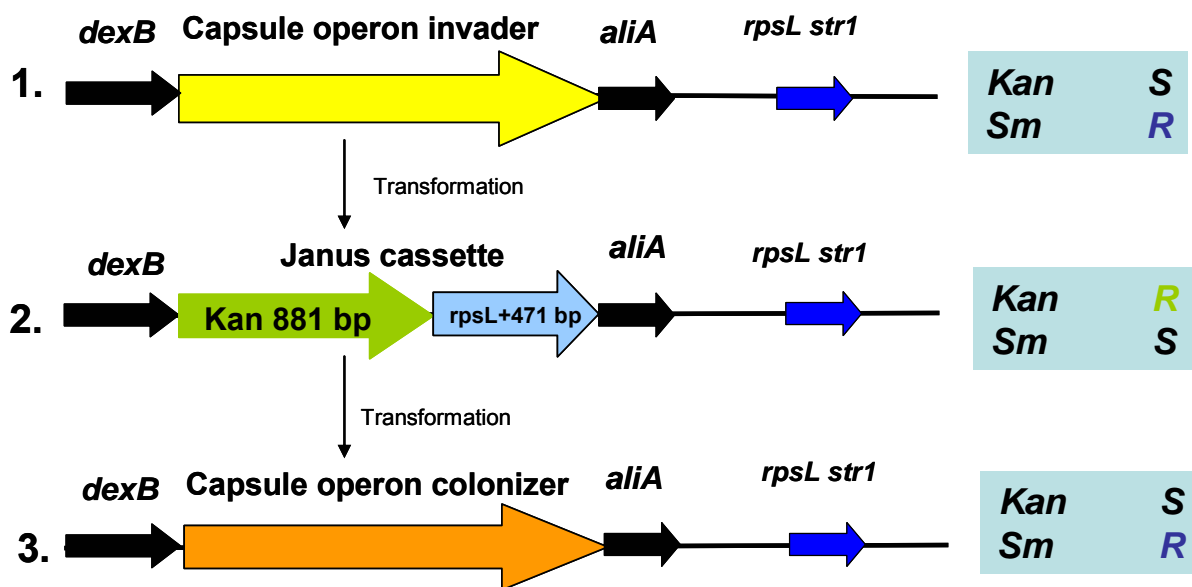 dexB Capsule operon invader aliA rpsL str1
1. Kan S
Sm R
Transformation
dexB Janus cassette aliA rpsL str1
2. Kan 881 bp rpsL+471 bp Kan R
Sm S
Transformation
dexB Capsule operon colonizer aliA rpsL str1
3. Kan S
Sm R